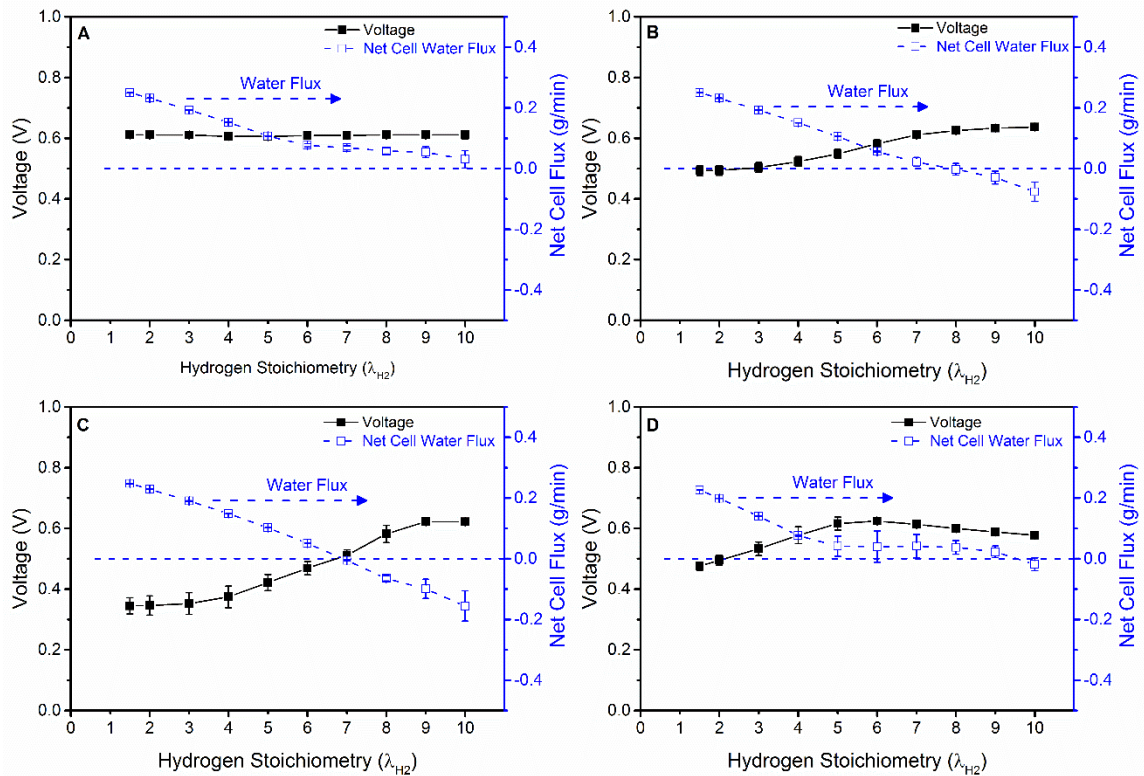 A
Voltage
Net Cell Water Flux
Water Flux
Voltage (V)
1.0
0.8
0.6
0.4
0.2
0.0
Net Cell Flux (g/min)
0.4
0.2
0.0
-0.2
-0.4
0 1 2 3 4 5 6 7 8 9 10
Hydrogen Stoichiometry (λH2)
B
Voltage
Net Cell Water Flux
Water Flux
Voltage (V)
1.0
0.8
0.6
0.4
0.2
0.0
Net Cell Flux (g/min)
0.4
0.2
0.0
-0.2
-0.4
0 1 2 3 4 5 6 7 8 9 10
Hydrogen Stoichiometry (λH2)
C
Voltage
Net Cell Water Flux
Water Flux
Voltage (V)
1.0
0.8
0.6
0.4
0.2
0.0
Net Cell Flux (g/min)
0.4
0.2
0.0
-0.2
-0.4
0 1 2 3 4 5 6 7 8 9 10
Hydrogen Stoichiometry (λH2)
D
Voltage
Net Cell Water Flux
Water Flux
Voltage (V)
1.0
0.8
0.6
0.4
0.2
0.0
Net Cell Flux (g/min)
0.4
0.2
0.0
-0.2
-0.4
0 1 2 3 4 5 6 7 8 9 10
Hydrogen Stoichiometry (λH2)